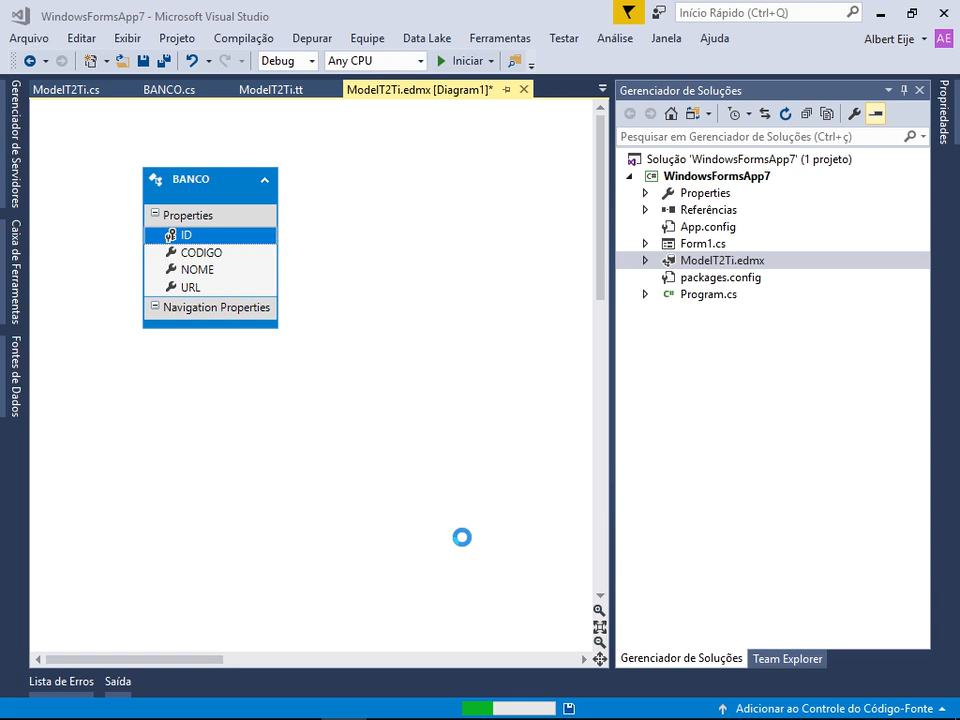 WindowsFormsApp7 - Microsoft Visual Studio
Início Rápido (Ctrl+Q)
Arquivo Editar Exibir Projeto Compilação Depurar Equipe Data Lake Ferramentas Testar Análise Janela Ajuda Albert Eije AE
Debug Any CPU Iniciar
ModelT2Ti.cs BANCO.cs ModelT2Ti.tt ModelT2Ti.edmx [Diagram1]*
Gerenciador de Servidores
Caixa de Ferramentas
Fontes de Dados
BANCO
Properties
ID
CODIGO
NOME
URL
Navigation Properties
Gerenciador de Soluções
Pesquisar em Gerenciador de Soluções (Ctrl+ç)
Solução 'WindowsFormsApp7' (1 projeto)
C# WindowsFormsApp7
Properties
Referências
App.config
Form1.cs
ModelT2Ti.edmx
packages.config
C# Program.cs
Propriedades
Gerenciador de Soluções Team Explorer
Lista de Erros Saída
Adicionar ao Controle do Código-Fonte